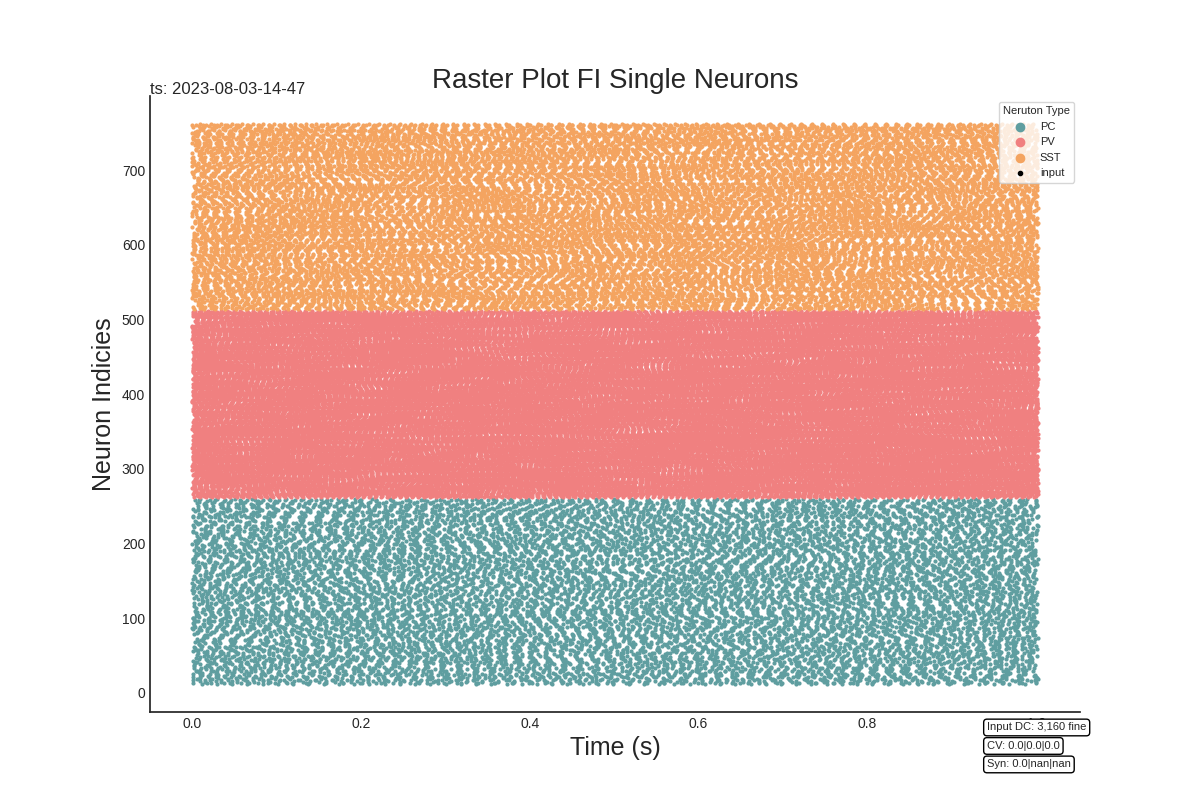 Raster Plot FI Single Neurons
ts: 2023-08-03-14-47
Neruton Type
PC
PV
SST
input
Neuron Indicies
700
600
500
400
300
200
100
0
0.0 0.2 0.4 0.6 0.8
Time (s)
Input DC: 3,160 fine
CV: 0.0|0.0|0.0
Syn: 0.0|nan|nan